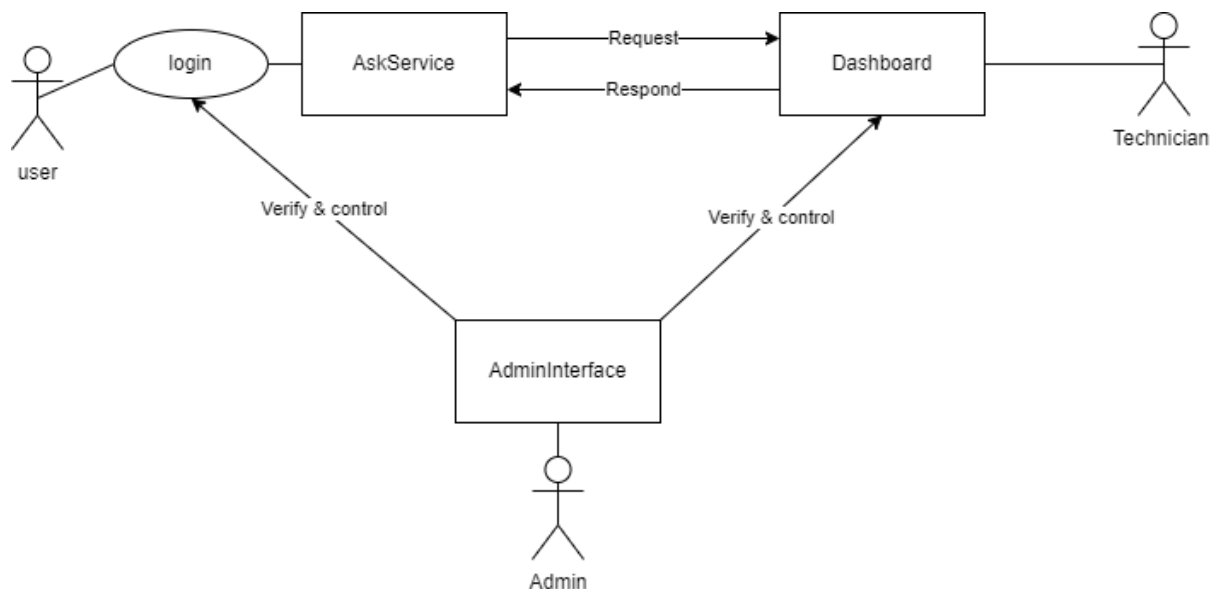 login
AskService
Request
Respond
Dashboard
user
Technician
Verify & control
Verify & control
AdminInterface
Admin